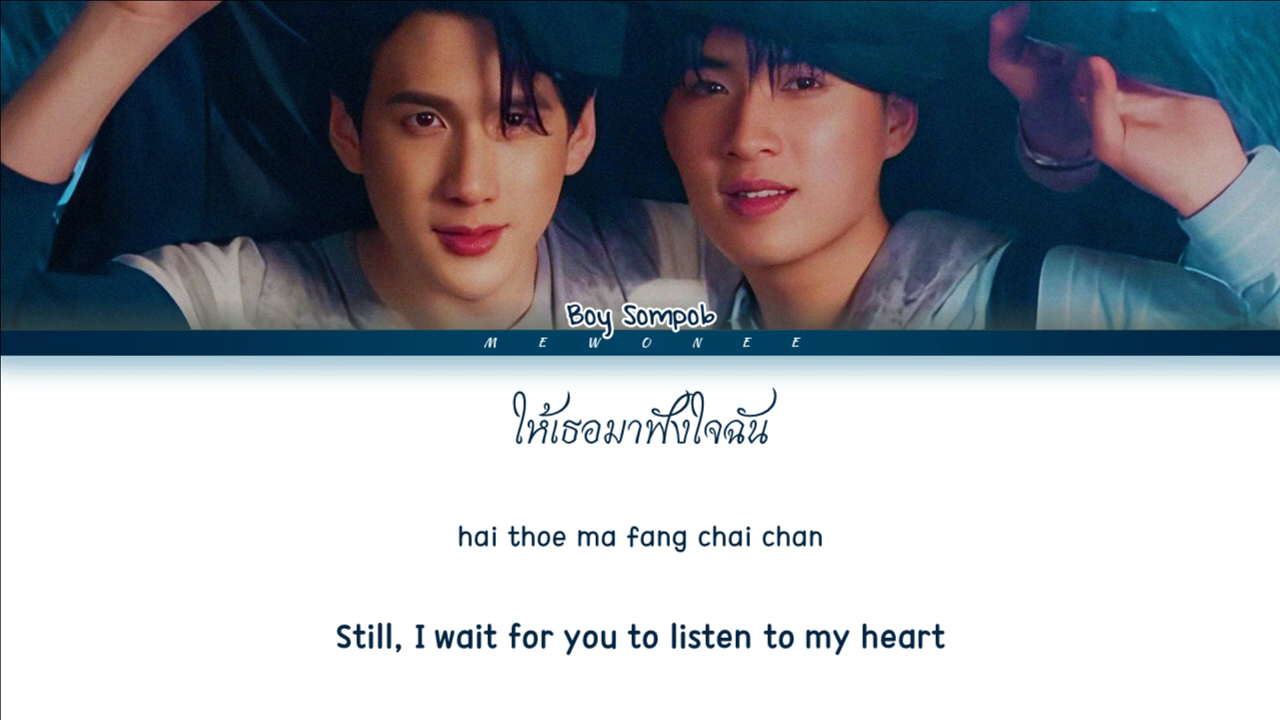 Boy Sompob
MEWONEE
ให้เธอมาฟังใจฉัน
hai thoe ma fang chai chan
Still, I wait for you to listen to my heart